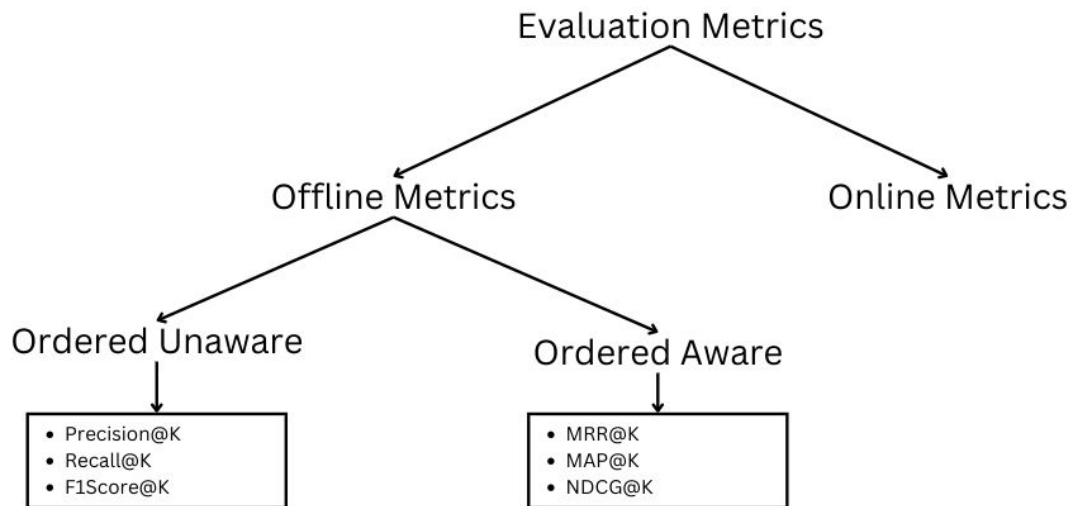 Evaluation Metrics
Offline Metrics
Online Metrics
Ordered Unaware
Ordered Aware
• Precision@K
• Recall@K
• F1Score@K
• MRR@K
• MAP@K
• NDCG@K